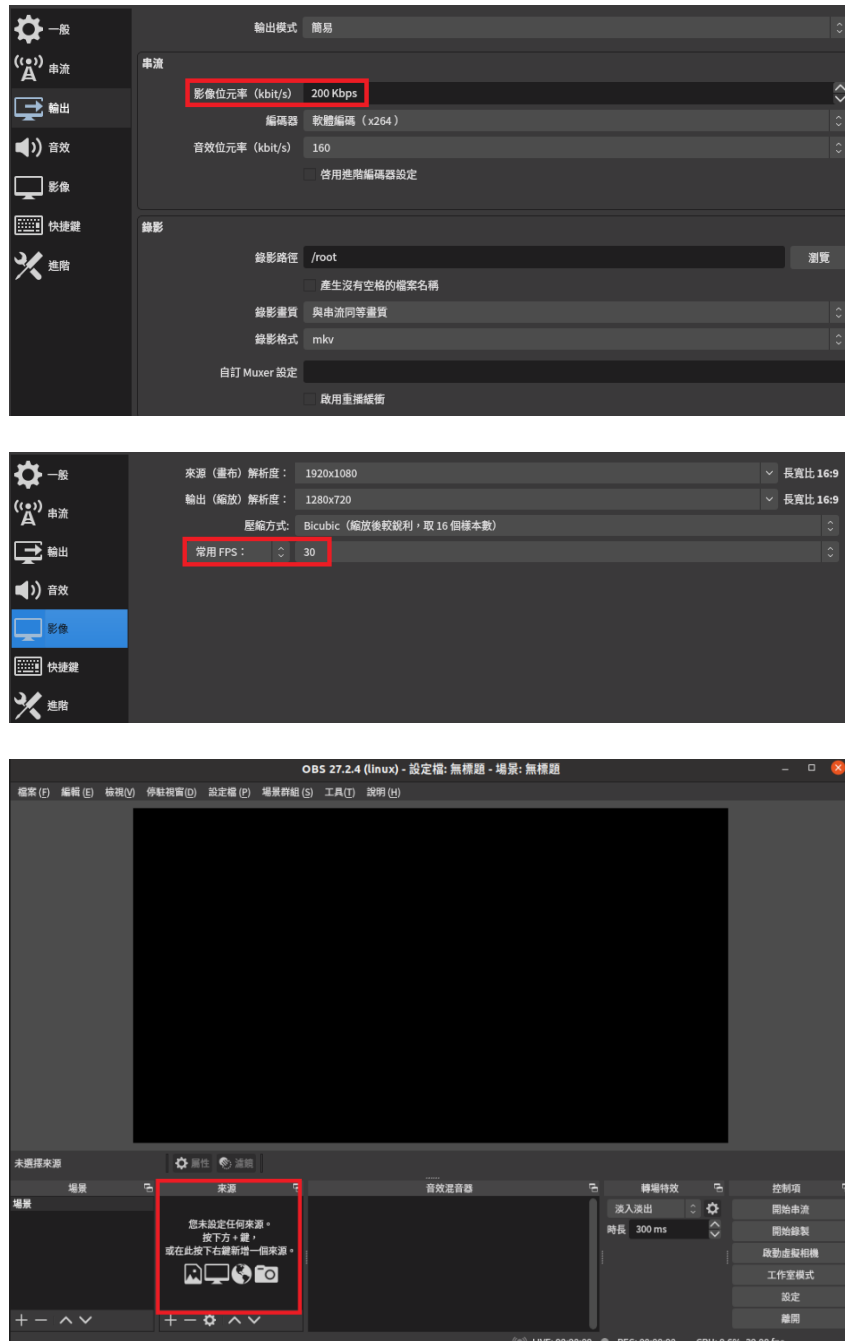 一般
輸出模式 簡易
串流
串流
影像位元率（kbit/s） 200 Kbps
輸出
編碼器 軟體編碼（x264）
音效
音效位元率（kbit/s） 160
啓用進階編碼器設定
影像
快捷鍵
錄影
進階
錄影路徑 /root 瀏覽
產生沒有空格的檔案名稱
錄影畫質 與串流同等畫質
錄影格式 mkv
自訂 Muxer 設定
啟用重播緩衝
一般
來源（畫布）解析度： 1920x1080 長寬比 16:9
串流
輸出（縮放）解析度： 1280x720 長寬比 16:9
壓縮方式: Bicubic（縮放後較銳利，取 16 個樣本數）
輸出
常用 FPS： 30
音效
影像
快捷鍵
進階
OBS 27.2.4 (linux) - 設定檔: 無標題 - 場景: 無標題
檔案(F) 編輯(E) 檢視(V) 停駐視窗(D) 設定檔(P) 場景群組(S) 工具(T) 說明(H)
未選擇來源 屬性 濾鏡
場景 來源 音效混音器 轉場特效 控制項
場景
您未設定任何來源。
按下方 + 鍵，
或在此按下右鍵新增一個來源。
淡入淡出
時長 300 ms
開始串流
開始錄製
啟動虛擬相機
工作室模式
設定
離開